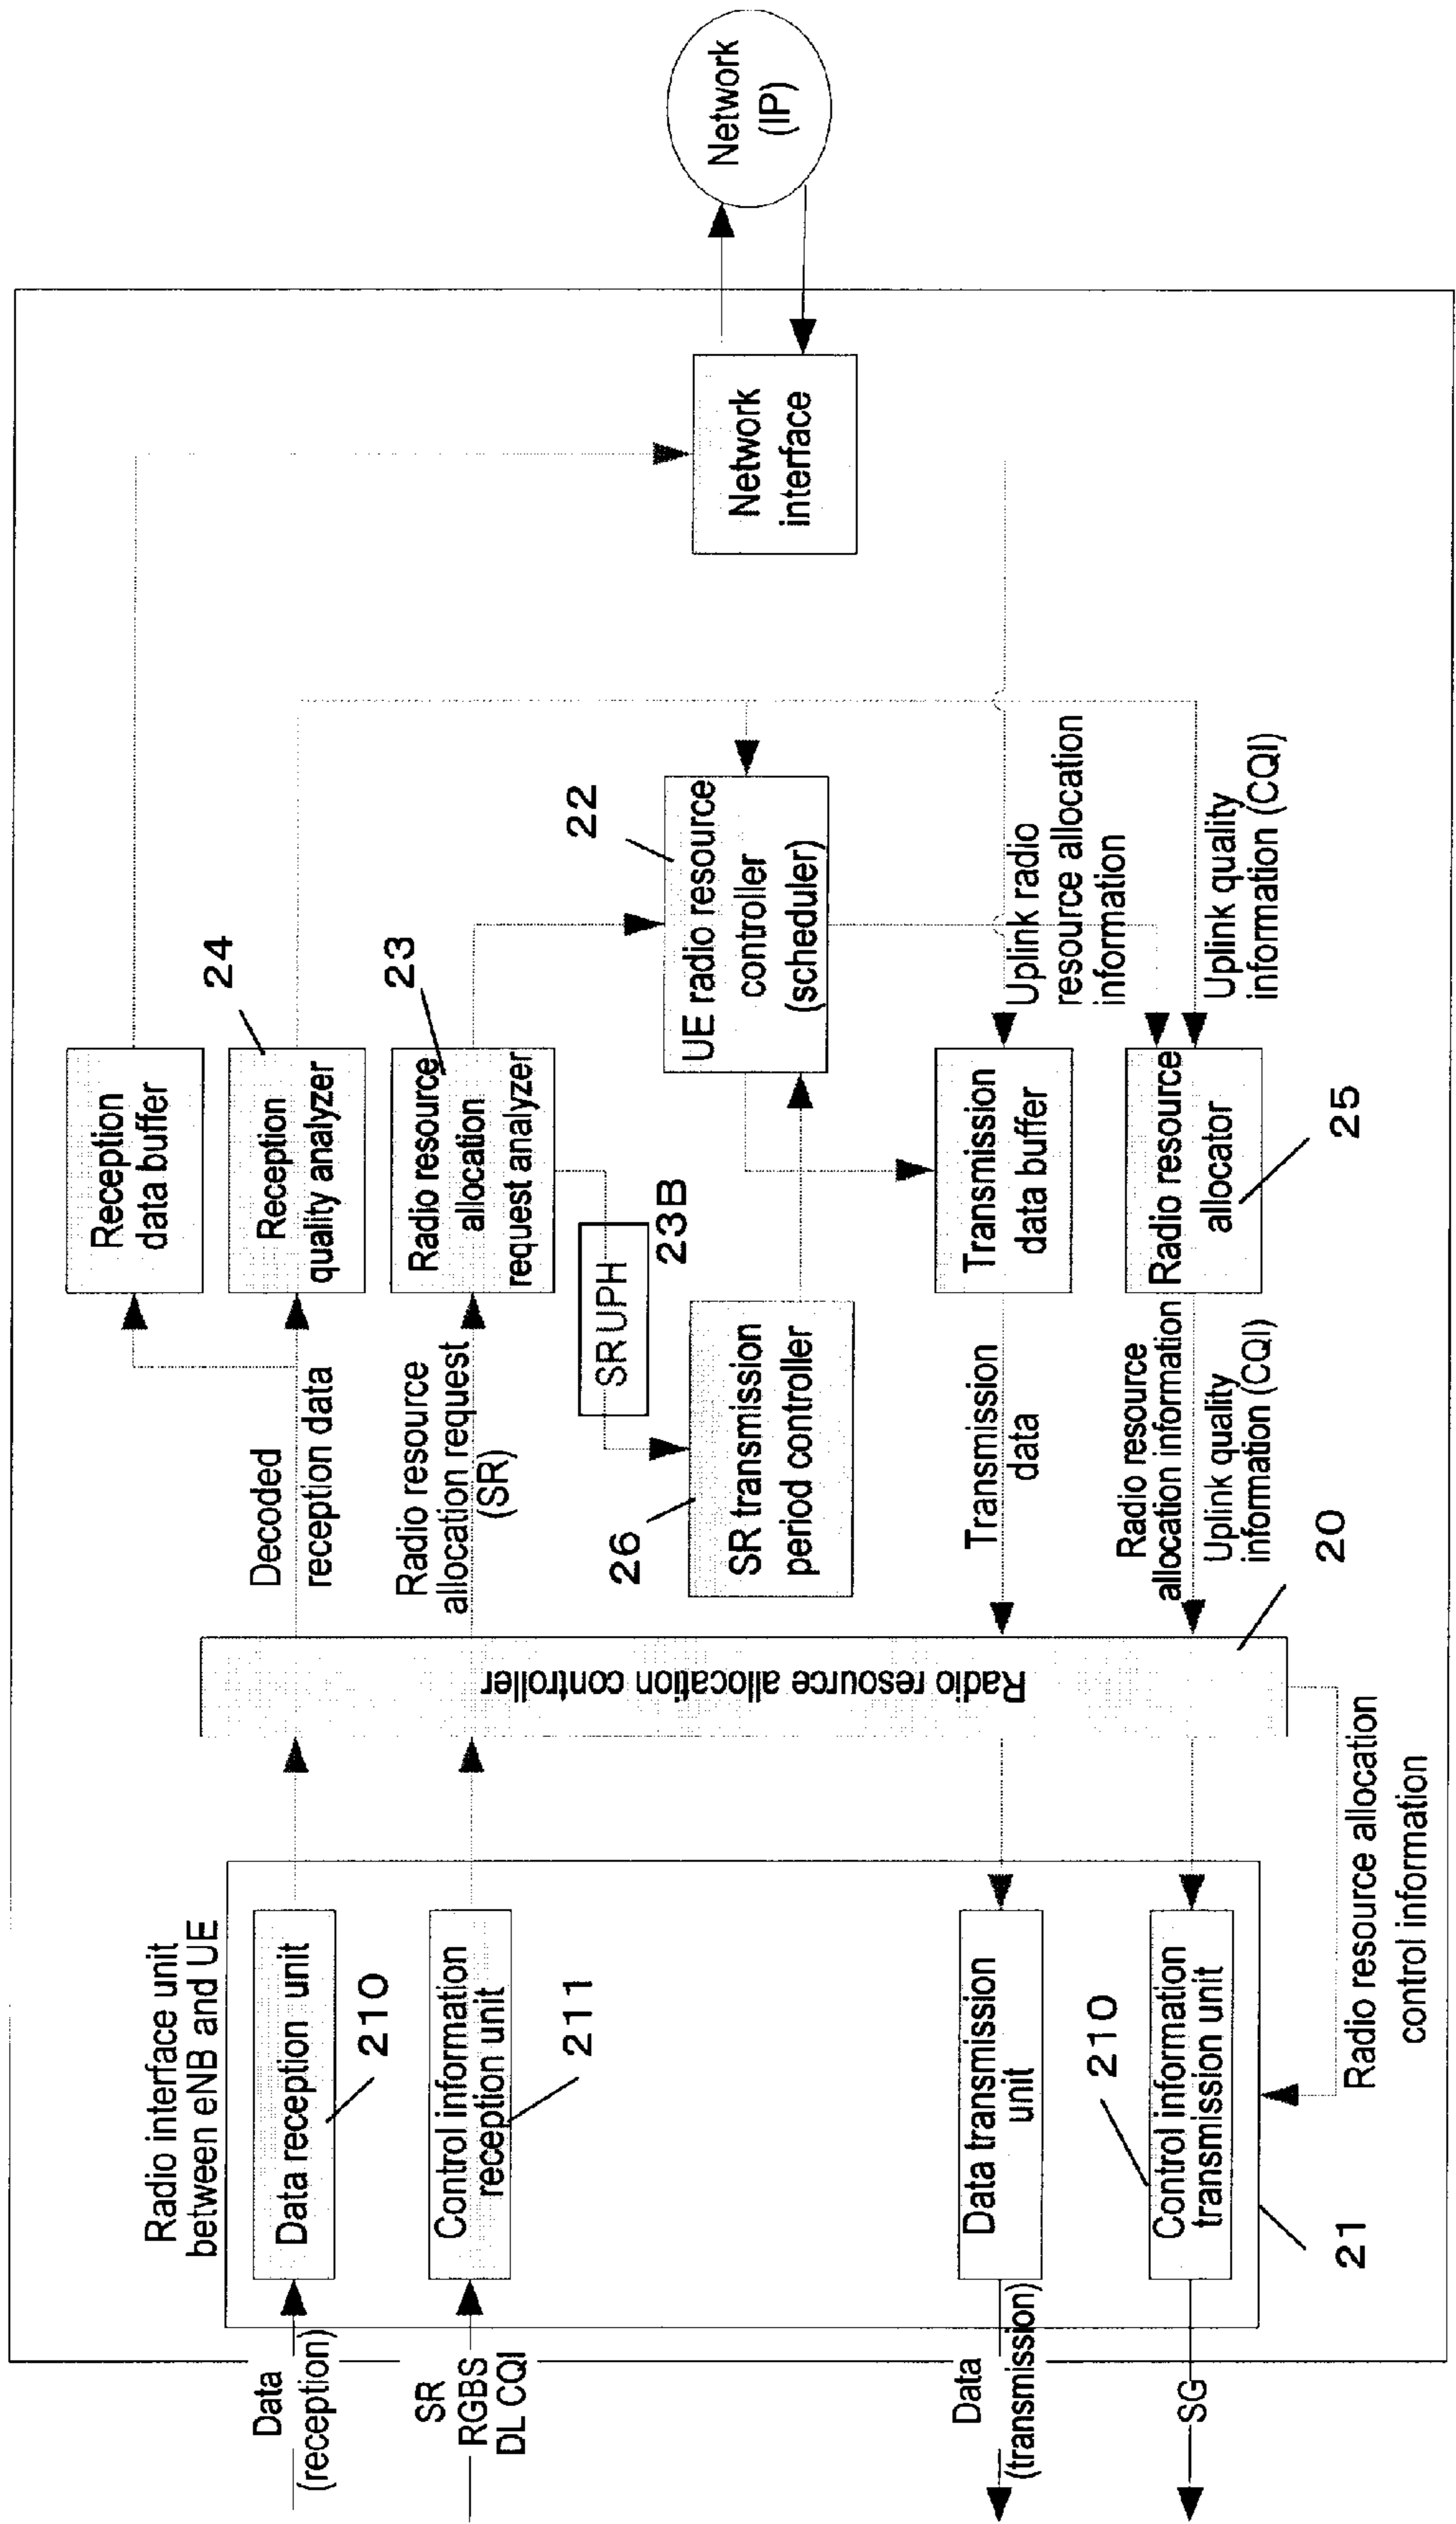 Radio interface unit
between eNB and UE
Data
(reception)
Data reception unit
210
SR
RGBS
DL CQI
Control information
reception unit
211
Data
(transmission)
Data transmission
unit
SG
Control information
transmission unit
210
21
Radio resource allocation
control information
Radio resource allocation controller
20
Decoded
reception data
Radio resource
allocation request
(SR)
Transmission
data
Radio resource
allocation information
Uplink quality
information (CQI)
Reception
data buffer
Reception
quality analyzer
24
Radio resource
allocation
request analyzer
23
SRUPH
23B
SR transmission
period controller
26
Transmission
data buffer
Radio resource
allocator
25
UE radio resource
controller
(scheduler)
22
Uplink radio
resource allocation
information
Uplink quality
information (CQI)
Network
interface
Network
(IP)